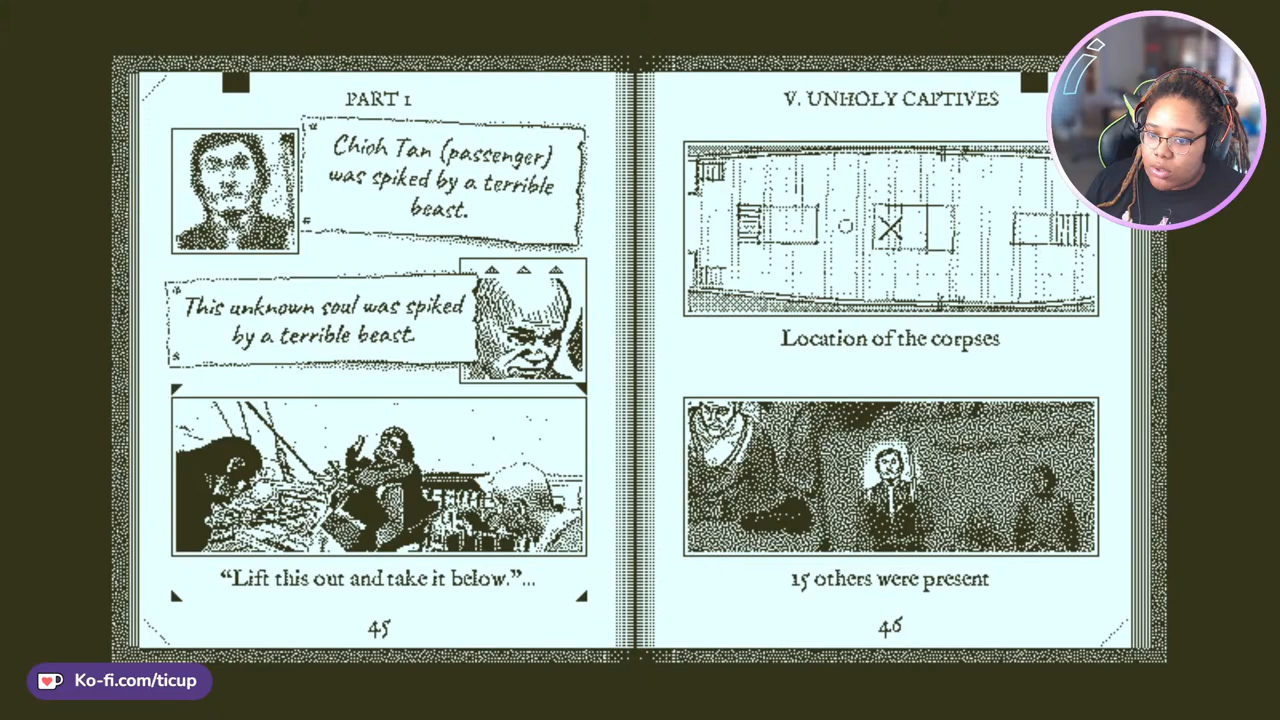 PART 1
V. UNHOLY CAPTIVES
"Chioh Tan (passenger)
was spiked by a terrible
beast."
"This unknown soul was spiked
by a terrible beast."
Location of the corpses
“Lift this out and take it below.”...
15 others were present
45
46
Ko-fi.com/ticup